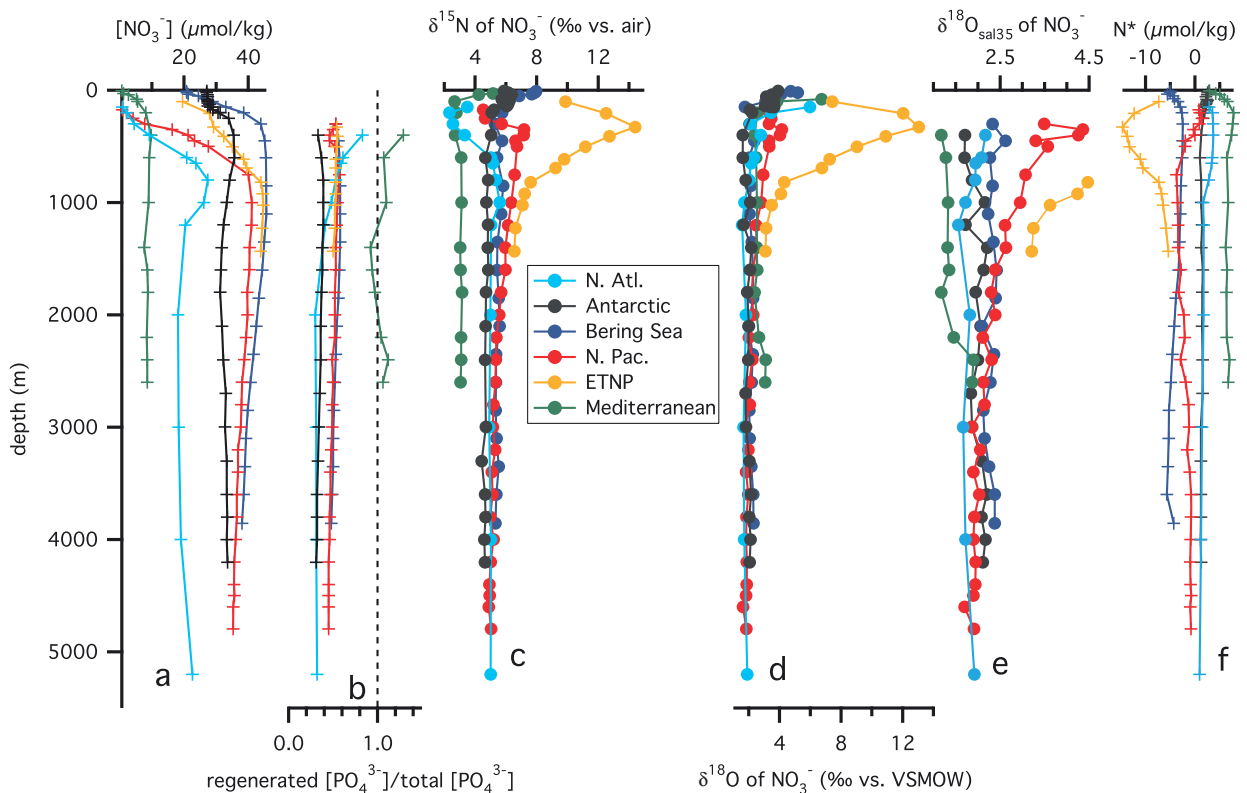 [NO₃⁻] (μmol/kg)
20 40
δ¹⁵N of NO₃⁻ (‰ vs. air)
4 8 12
δ¹⁸O_sal35 of NO₃⁻
2.5 4.5
N* (μmol/kg)
-10 0
0
1000
2000
3000
4000
5000
depth (m)
N. Atl.
Antarctic
Bering Sea
N. Pac.
ETNP
Mediterranean
a
b
c
d
e
f
0.0 1.0
regenerated [PO₄³⁻]/total [PO₄³⁻]
4 8 12
δ¹⁸O of NO₃⁻ (‰ vs. VSMOW)